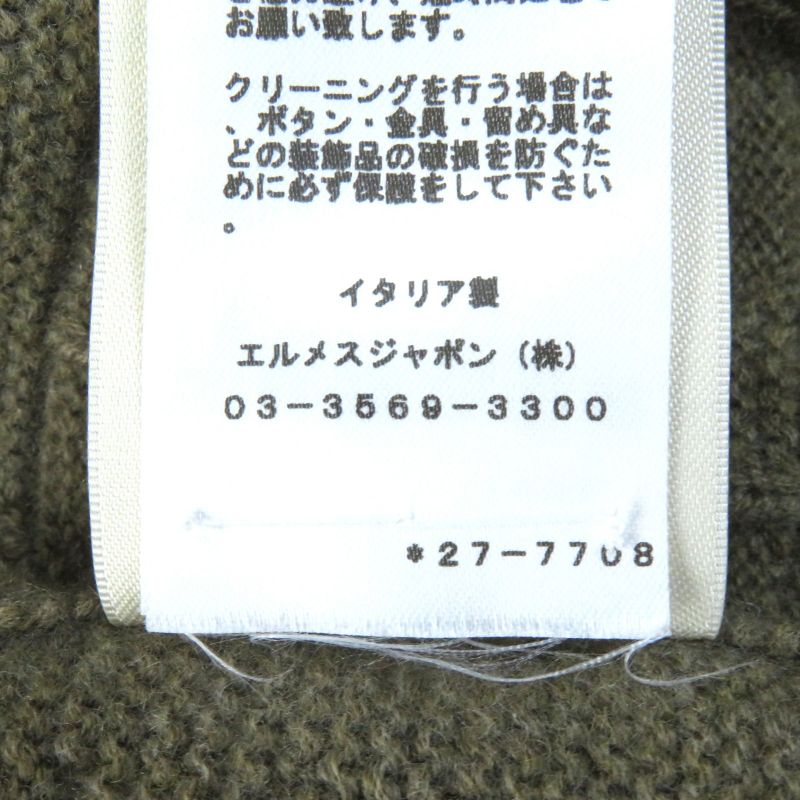 お願い致します。
クリーニングを行う場合は
、ボタン・金具・留め具な
どの装飾品の破損を防ぐた
めに必ず保護をして下さい
。
イタリア製
エルメスジャポン（株）
03-3569-3300
*27-7708